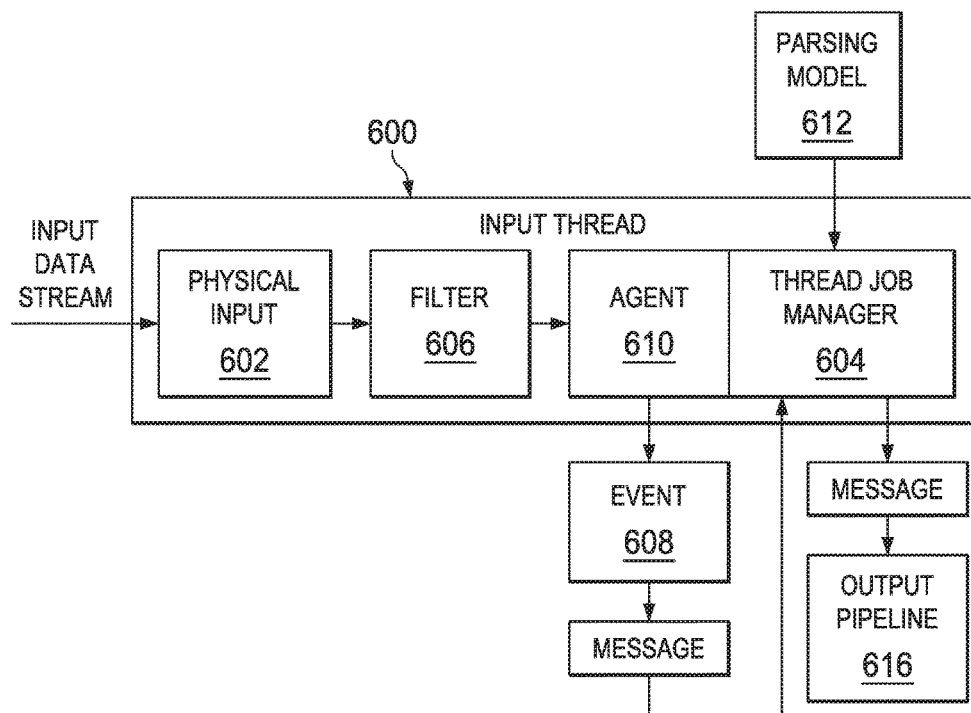 PARSING
MODEL
612
600
INPUT THREAD
INPUT
DATA
STREAM
PHYSICAL
INPUT
602
FILTER
606
AGENT
610
THREAD JOB
MANAGER
604
EVENT
608
MESSAGE
MESSAGE
OUTPUT
PIPELINE
616